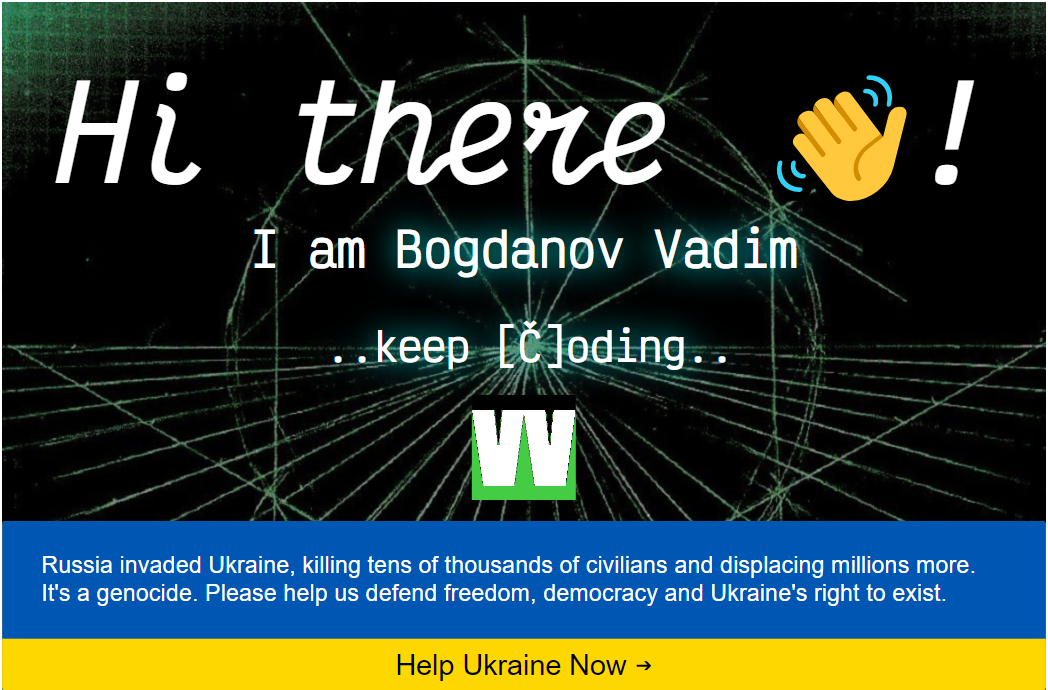 Hi there 👋!
I am Bogdanov Vadim
..keep [Č]oding..
W
Russia invaded Ukraine, killing tens of thousands of civilians and displacing millions more.
It's a genocide. Please help us defend freedom, democracy and Ukraine's right to exist.
Help Ukraine Now →